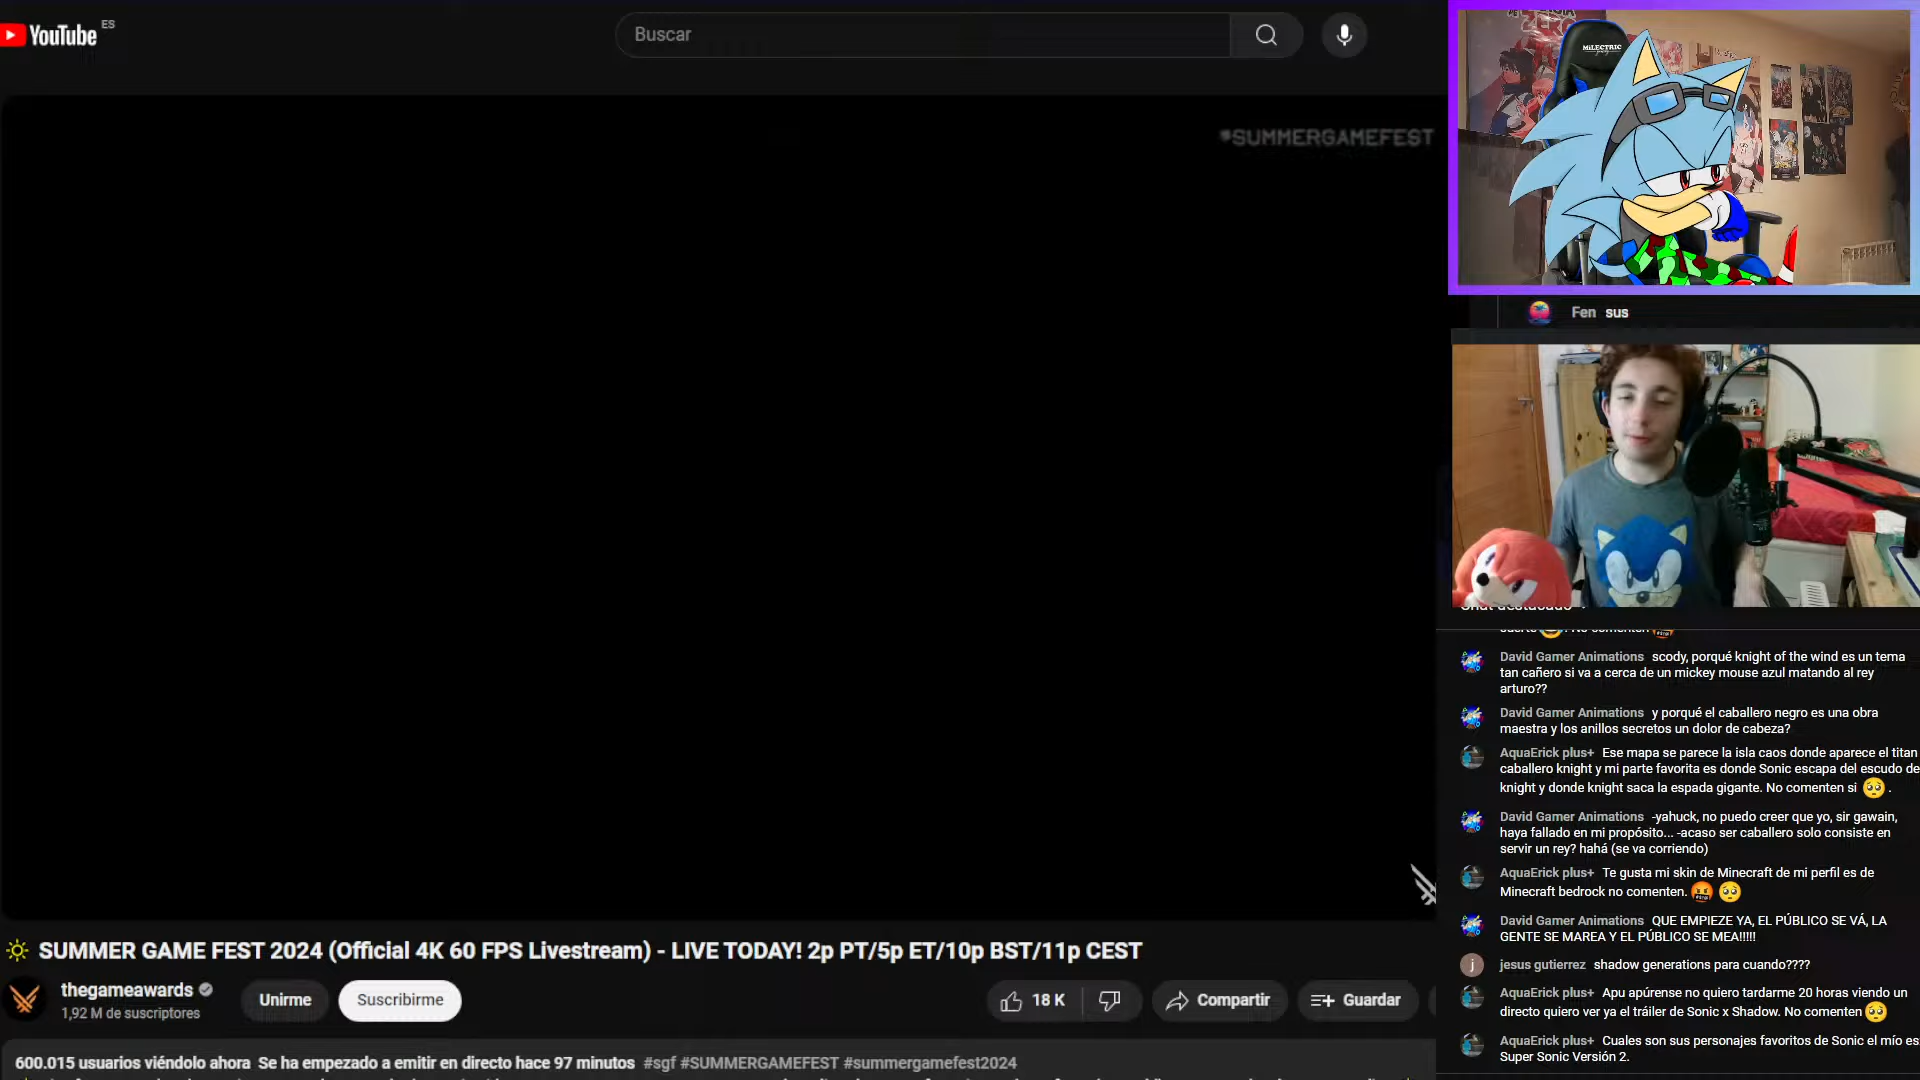 YouTube ES
Buscar
#SUMMERGAMEFEST
MiLECTRIC
Fen sus
David Gamer Animations scody, porqué knight of the wind es un tema
tan cañero si va a cerca de un mickey mouse azul matando al rey
arturo??
David Gamer Animations y porqué el caballero negro es una obra
maestra y los anillos secretos un dolor de cabeza?
AquaErick plus+ Ese mapa se parece la isla caos donde aparece el titan
caballero knight y mi parte favorita es donde Sonic escapa del escudo de
knight y donde knight saca la espada gigante. No comenten si 🥺 .
David Gamer Animations -yahuck, no puedo creer que yo, sir gawain,
haya fallado en mi propósito... -acaso ser caballero solo consiste en
servir un rey? hahá (se va corriendo)
AquaErick plus+ Te gusta mi skin de Minecraft de mi perfil es de
Minecraft bedrock no comenten. 🤬 🥺
David Gamer Animations QUE EMPIEZE YA, EL PÚBLICO SE VÁ, LA
GENTE SE MAREA Y EL PÚBLICO SE MEA!!!!!
j jesus gutierrez shadow generations para cuando????
AquaErick plus+ Apu apúrense no quiero tardarme 20 horas viendo un
directo quiero ver ya el tráiler de Sonic x Shadow. No comenten 🥺
AquaErick plus+ Cuales son sus personajes favoritos de Sonic el mío es
Super Sonic Versión 2.
SUMMER GAME FEST 2024 (Official 4K 60 FPS Livestream) - LIVE TODAY! 2p PT/5p ET/10p BST/11p CEST
thegameawards
1,92 M de suscriptores
Unirme
Suscribirme
18 K
Compartir
Guardar
600.015 usuarios viéndolo ahora Se ha empezado a emitir en directo hace 97 minutos #sgf #SUMMERGAMEFEST #summergamefest2024